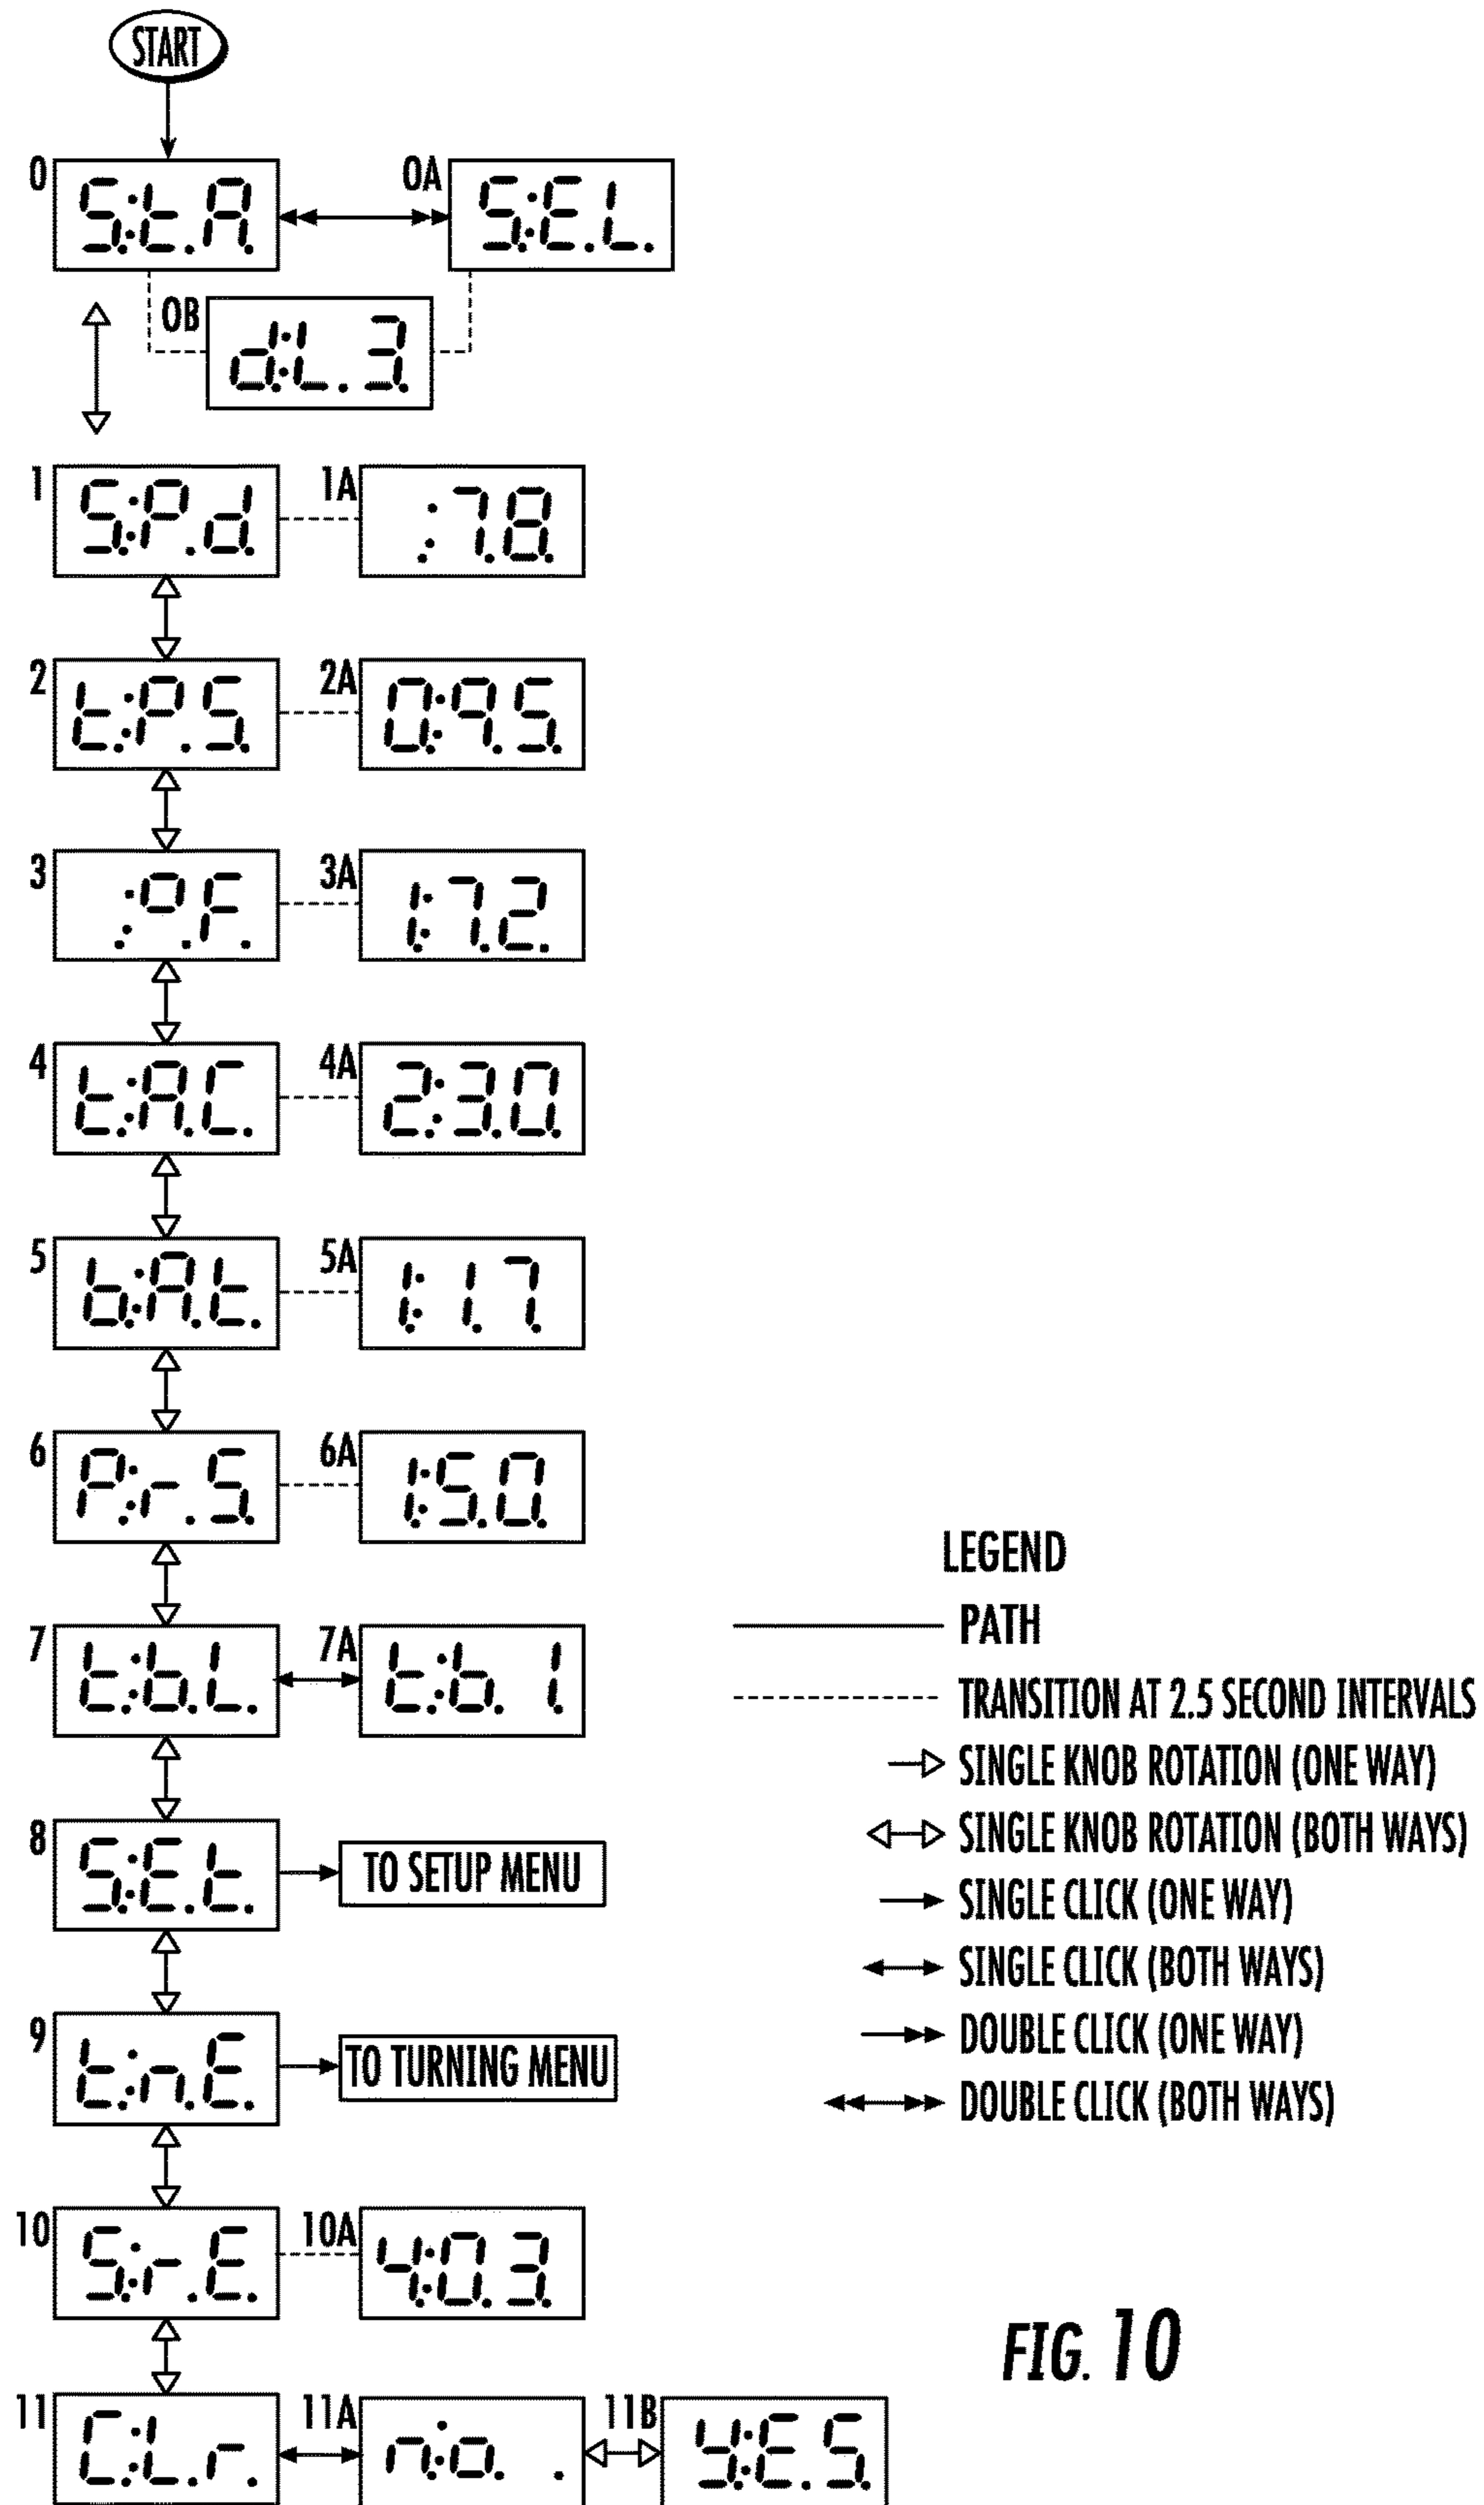 START
0 S:t.A. 0A S:E.L.
0B d:L.3.
1 S:P.d. 1A :7.8.
2 t:P.S. 2A 0:9.5.
3 :°.F. 3A 1:7.2.
4 t:A.C. 4A 2:3.0.
5 b:A.t. 5A 1:1.7.
6 P:r.S. 6A 1:5.0.
7 t:b.L. 7A t:b.1.
8 S:E.t. TO SETUP MENU
9 t:n.E. TO TURNING MENU
10 S:r.E. 10A 4:0.3.
11 C:L.r. 11A n:o. . 11B Y:E.S.
LEGEND
PATH
TRANSITION AT 2.5 SECOND INTERVALS
SINGLE KNOB ROTATION (ONE WAY)
SINGLE KNOB ROTATION (BOTH WAYS)
SINGLE CLICK (ONE WAY)
SINGLE CLICK (BOTH WAYS)
DOUBLE CLICK (ONE WAY)
DOUBLE CLICK (BOTH WAYS)
FIG. 10